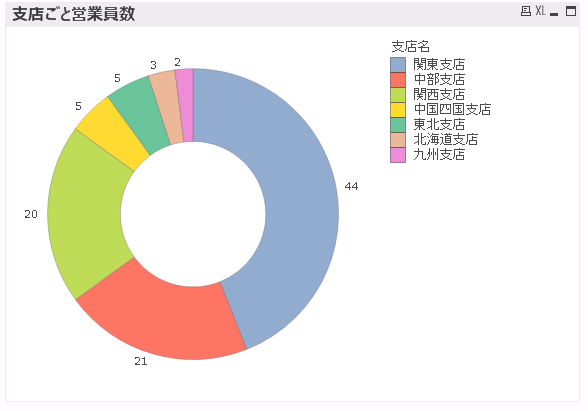 支店ごと営業員数
XL
支店名
関東支店
中部支店
関西支店
中国四国支店
東北支店
北海道支店
九州支店
2
3
5
5
44
20
21